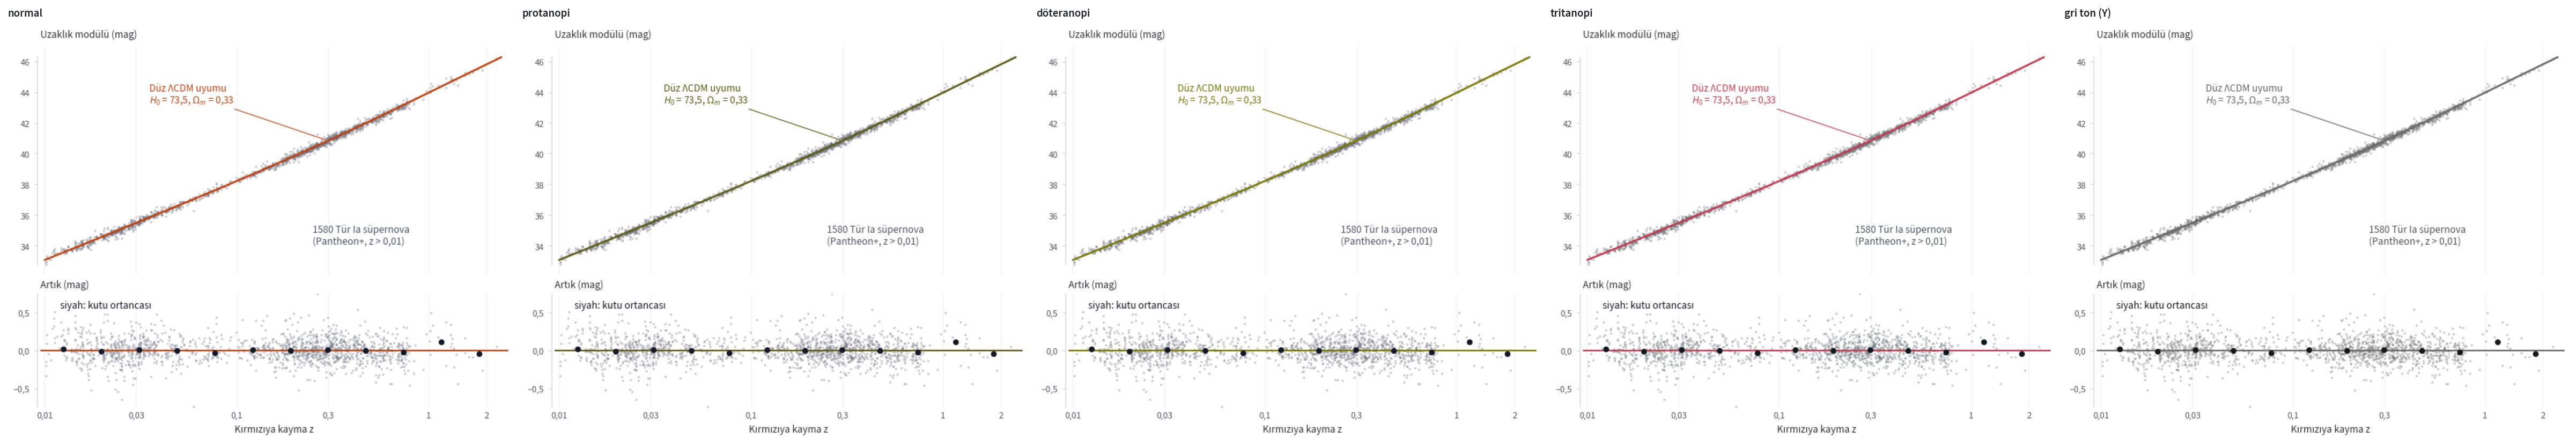 normal
Uzaklık modülü (mag)
46
44
42
40
38
36
34
Düz ΛCDM uyumu
H₀ = 73,5, Ωₘ = 0,33
1580 Tür Ia süpernova
(Pantheon+, z > 0,01)
Artık (mag)
siyah: kutu ortancası
0,5
0,0
−0,5
0,01 0,03 0,1 0,3 1 2
Kırmızıya kayma z
protanopi
Uzaklık modülü (mag)
46
44
42
40
38
36
34
Düz ΛCDM uyumu
H₀ = 73,5, Ωₘ = 0,33
1580 Tür Ia süpernova
(Pantheon+, z > 0,01)
Artık (mag)
siyah: kutu ortancası
0,5
0,0
−0,5
0,01 0,03 0,1 0,3 1 2
Kırmızıya kayma z
döteranopi
Uzaklık modülü (mag)
46
44
42
40
38
36
34
Düz ΛCDM uyumu
H₀ = 73,5, Ωₘ = 0,33
1580 Tür Ia süpernova
(Pantheon+, z > 0,01)
Artık (mag)
siyah: kutu ortancası
0,5
0,0
−0,5
0,01 0,03 0,1 0,3 1 2
Kırmızıya kayma z
tritanopi
Uzaklık modülü (mag)
46
44
42
40
38
36
34
Düz ΛCDM uyumu
H₀ = 73,5, Ωₘ = 0,33
1580 Tür Ia süpernova
(Pantheon+, z > 0,01)
Artık (mag)
siyah: kutu ortancası
0,5
0,0
−0,5
0,01 0,03 0,1 0,3 1 2
Kırmızıya kayma z
gri ton (Y)
Uzaklık modülü (mag)
46
44
42
40
38
36
34
Düz ΛCDM uyumu
H₀ = 73,5, Ωₘ = 0,33
1580 Tür Ia süpernova
(Pantheon+, z > 0,01)
Artık (mag)
siyah: kutu ortancası
0,5
0,0
−0,5
0,01 0,03 0,1 0,3 1 2
Kırmızıya kayma z